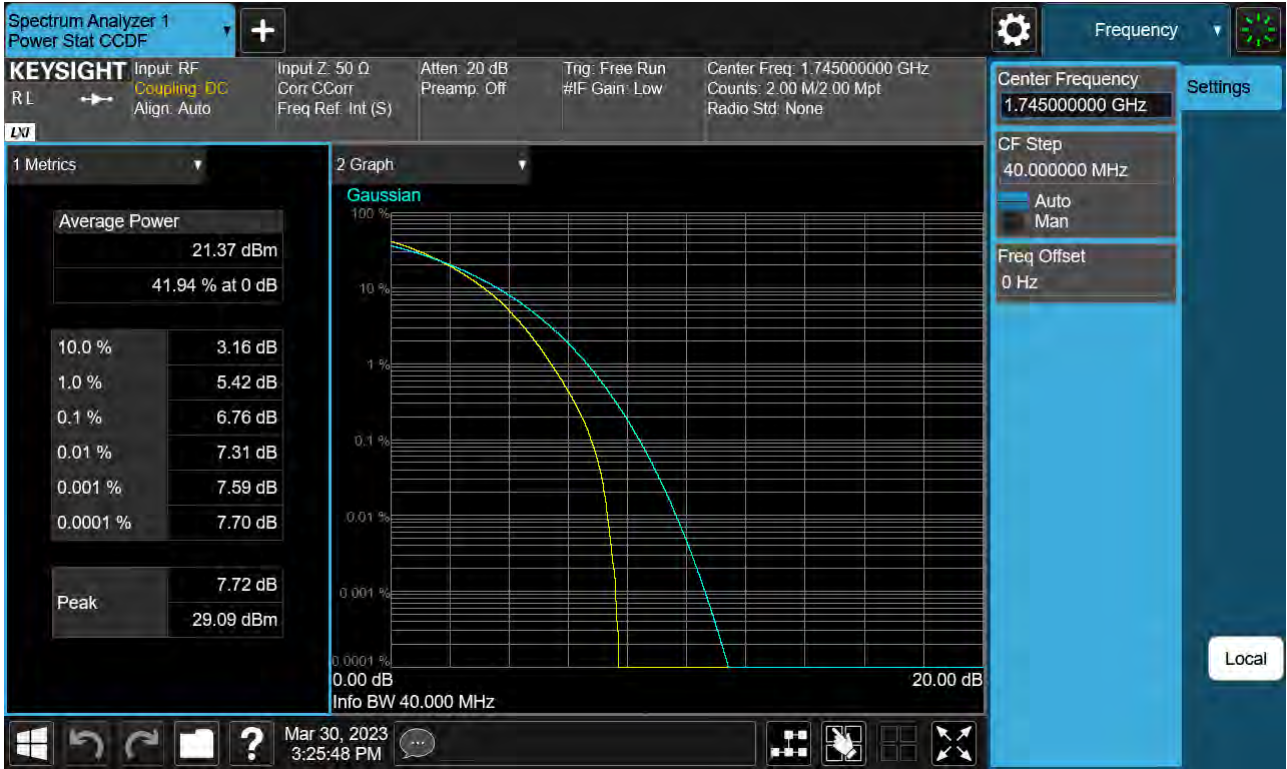 Spectrum Analyzer 1
Power Stat CCDF
Frequency
KEYSIGHT
R L
LXI
Input: RF
Coupling: DC
Align: Auto
Input Z: 50 Ω
Corr CCorr
Freq Ref: Int (S)
Atten: 20 dB
Preamp: Off
Trig: Free Run
#IF Gain: Low
Center Freq: 1.745000000 GHz
Counts: 2.00 M/2.00 Mpt
Radio Std: None
Center Frequency
1.745000000 GHz
Settings
CF Step
40.000000 MHz
Auto
Man
Freq Offset
0 Hz
Local
1 Metrics
Average Power
21.37 dBm
41.94 % at 0 dB
10.0 % 3.16 dB
1.0 % 5.42 dB
0.1 % 6.76 dB
0.01 % 7.31 dB
0.001 % 7.59 dB
0.0001 % 7.70 dB
Peak
7.72 dB
29.09 dBm
2 Graph
Gaussian
100 %
10 %
1 %
0.1 %
0.01 %
0.001 %
0.0001 %
0.00 dB 20.00 dB
Info BW 40.000 MHz
?
Mar 30, 2023
3:25:48 PM